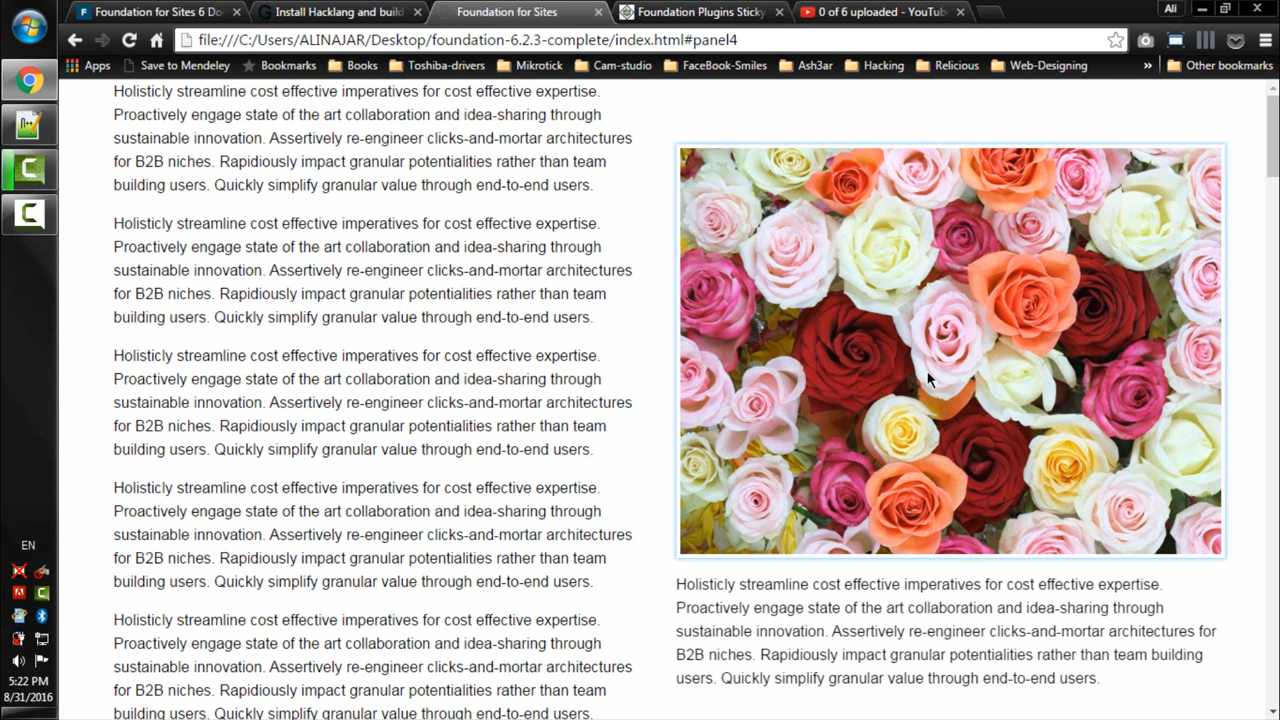 Foundation for Sites 6 Do
Install Hacklang and build
Foundation for Sites
Foundation Plugins Sticky
0 of 6 uploaded - YouTub
Ali
file:///C:/Users/ALINAJAR/Desktop/foundation-6.2.3-complete/index.html#panel4
Apps
Save to Mendeley
Bookmarks
Books
Toshiba-drivers
Mikrotick
Cam-studio
FaceBook-Smiles
Ash3ar
Hacking
Relicious
Web-Designing
»
Other bookmarks
Holisticly streamline cost effective imperatives for cost effective expertise.
Proactively engage state of the art collaboration and idea-sharing through
sustainable innovation. Assertively re-engineer clicks-and-mortar architectures
for B2B niches. Rapidiously impact granular potentialities rather than team
building users. Quickly simplify granular value through end-to-end users.
Holisticly streamline cost effective imperatives for cost effective expertise.
Proactively engage state of the art collaboration and idea-sharing through
sustainable innovation. Assertively re-engineer clicks-and-mortar architectures
for B2B niches. Rapidiously impact granular potentialities rather than team
building users. Quickly simplify granular value through end-to-end users.
Holisticly streamline cost effective imperatives for cost effective expertise.
Proactively engage state of the art collaboration and idea-sharing through
sustainable innovation. Assertively re-engineer clicks-and-mortar architectures
for B2B niches. Rapidiously impact granular potentialities rather than team
building users. Quickly simplify granular value through end-to-end users.
Holisticly streamline cost effective imperatives for cost effective expertise.
Proactively engage state of the art collaboration and idea-sharing through
sustainable innovation. Assertively re-engineer clicks-and-mortar architectures
for B2B niches. Rapidiously impact granular potentialities rather than team
building users. Quickly simplify granular value through end-to-end users.
Holisticly streamline cost effective imperatives for cost effective expertise.
Proactively engage state of the art collaboration and idea-sharing through
sustainable innovation. Assertively re-engineer clicks-and-mortar architectures
for B2B niches. Rapidiously impact granular potentialities rather than team
building users. Quickly simplify granular value through end-to-end users.
Holisticly streamline cost effective imperatives for cost effective expertise.
Proactively engage state of the art collaboration and idea-sharing through
sustainable innovation. Assertively re-engineer clicks-and-mortar architectures for
B2B niches. Rapidiously impact granular potentialities rather than team building
users. Quickly simplify granular value through end-to-end users.
EN
5:22 PM
8/31/2016